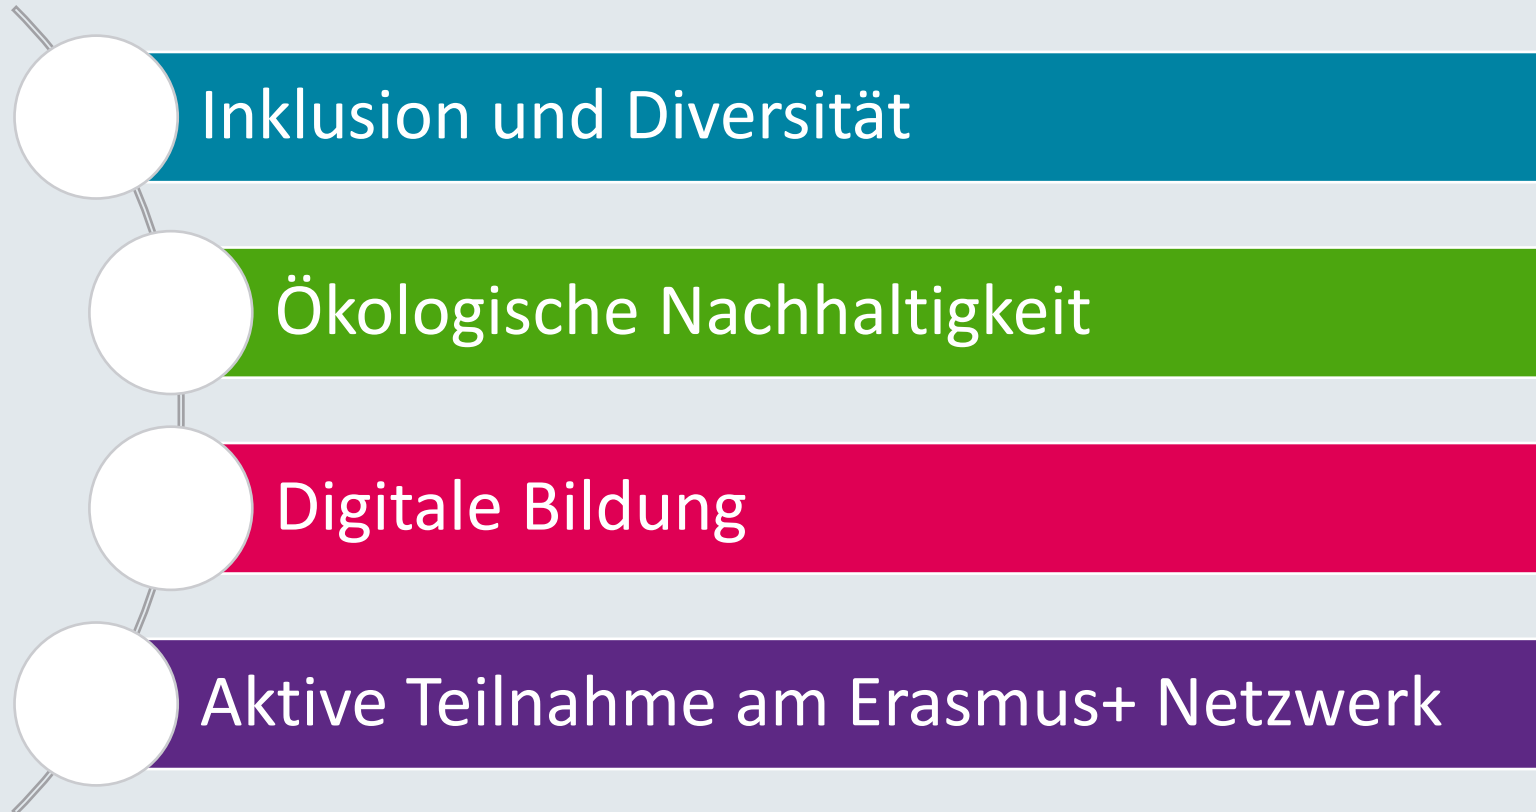 Inklusion und Diversität
Ökologische Nachhaltigkeit
Digitale Bildung
Aktive Teilnahme am Erasmus+ Netzwerk